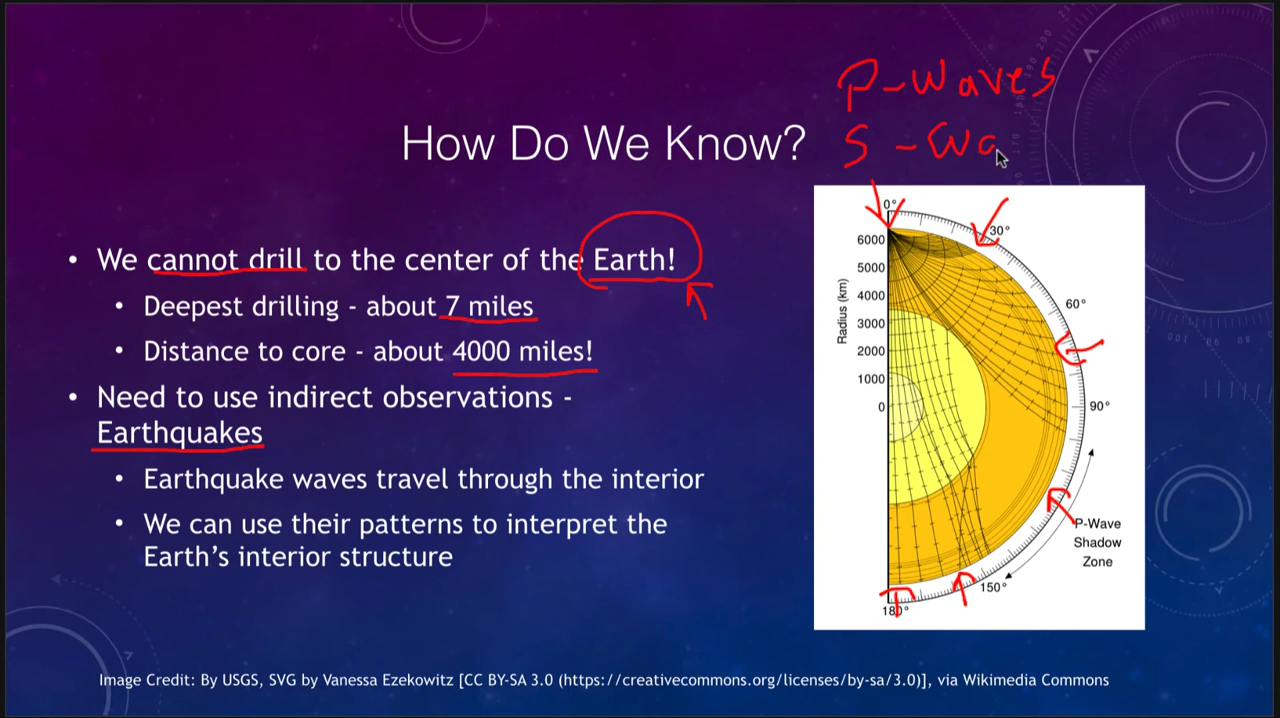 P-Waves
How Do We Know?
S-Wa
• We cannot drill to the center of the Earth!
• Deepest drilling - about 7 miles
• Distance to core - about 4000 miles!
• Need to use indirect observations -
Earthquakes
• Earthquake waves travel through the interior
• We can use their patterns to interpret the
Earth's interior structure
0°
30°
60°
90°
150°
180°
6000
5000
4000
3000
2000
1000
0
Radius (km)
P-Wave
Shadow
Zone
Image Credit: By USGS, SVG by Vanessa Ezekowitz [CC BY-SA 3.0 (https://creativecommons.org/licenses/by-sa/3.0)], via Wikimedia Commons